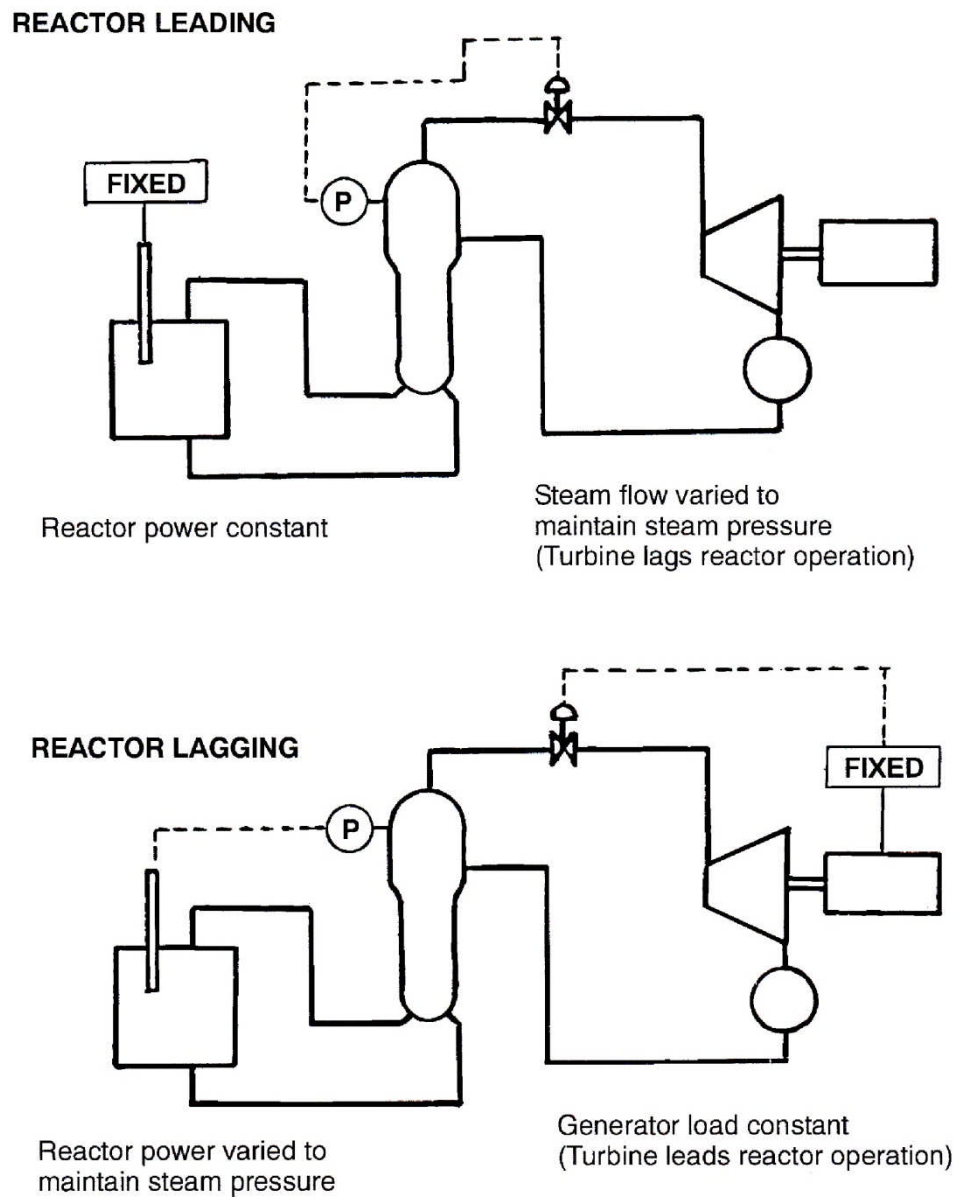 REACTOR LEADING
FIXED
P
Reactor power constant
Steam flow varied to
maintain steam pressure
(Turbine lags reactor operation)
REACTOR LAGGING
FIXED
P
Generator load constant
(Turbine leads reactor operation)
Reactor power varied to
maintain steam pressure